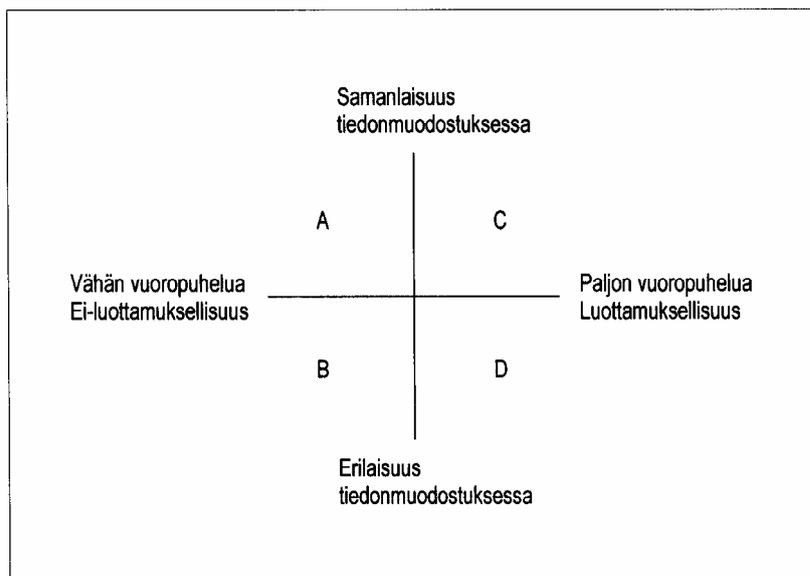 Samanlaisuus
tiedonmuodostuksessa
A
C
Vähän vuoropuhelua
Ei-luottamuksellisuus
Paljon vuoropuhelua
Luottamuksellisuus
B
D
Erilaisuus
tiedonmuodostuksessa